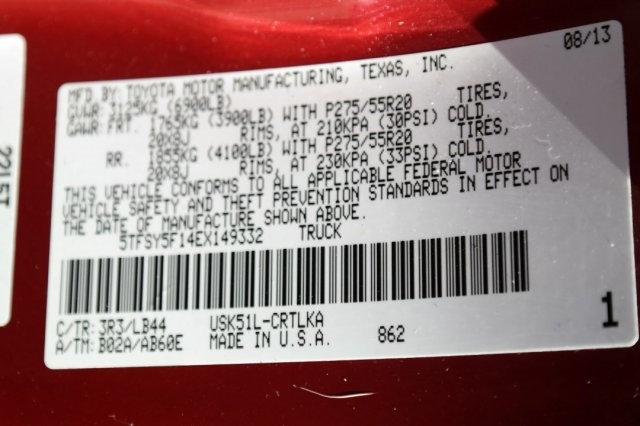 08/13
MFD BY: TOYOTA MOTOR MANUFACTURING, TEXAS, INC.
GVWR: 3125KG (6900LB)
GAWR: FRT. 1765KG (3900LB) WITH P275/55R20 TIRES,
20X8J RIMS, AT 210KPA (30PSI) COLD.
RR. 1855KG (4100LB) WITH P275/55R20 TIRES,
20X8J RIMS, AT 230KPA (33PSI) COLD.
THIS VEHICLE CONFORMS TO ALL APPLICABLE FEDERAL MOTOR
VEHICLE SAFETY AND THEFT PREVENTION STANDARDS IN EFFECT ON
THE DATE OF MANUFACTURE SHOWN ABOVE.
5TFSY5F14EX149332 TRUCK
C/TR: 3R3/LB44 USK51L-CRTLKA
A/TM: B02A/AB60E MADE IN U.S.A. 862 1